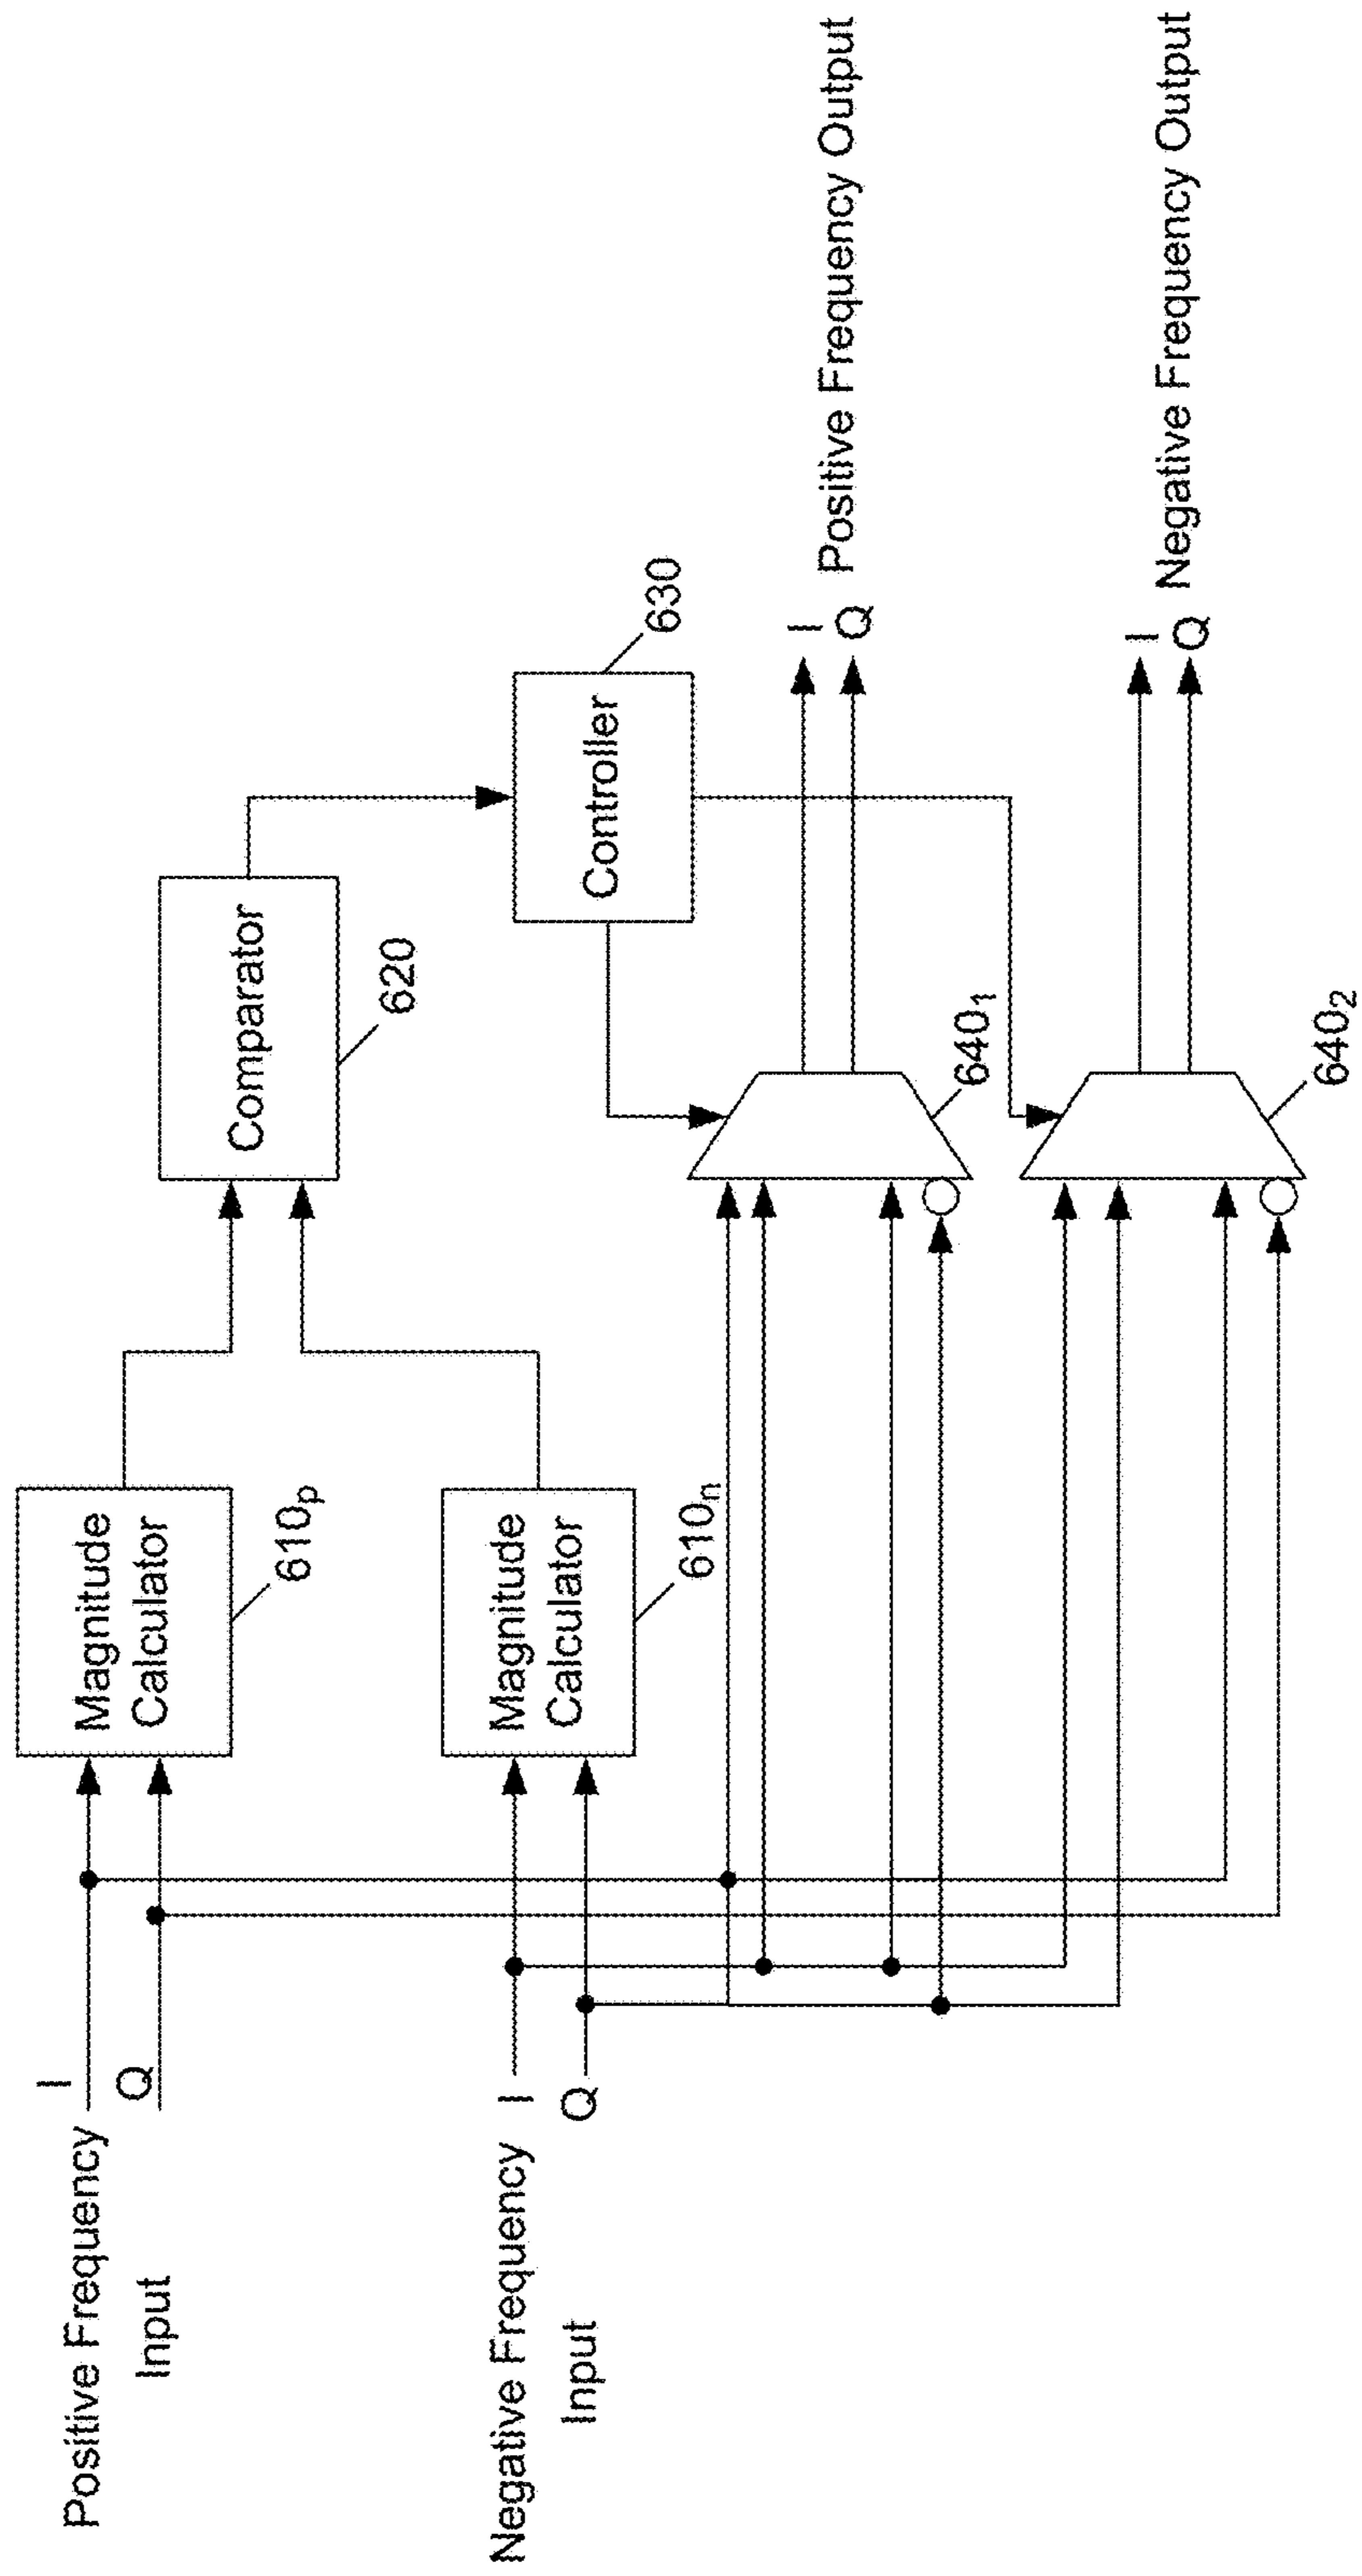 Positive Frequency
Input
I
Q
Magnitude
Calculator
610p
Comparator
620
Negative Frequency
Input
I
Q
Magnitude
Calculator
610n
Controller
630
640₁
I
Q
Positive Frequency Output
640₂
I
Q
Negative Frequency Output